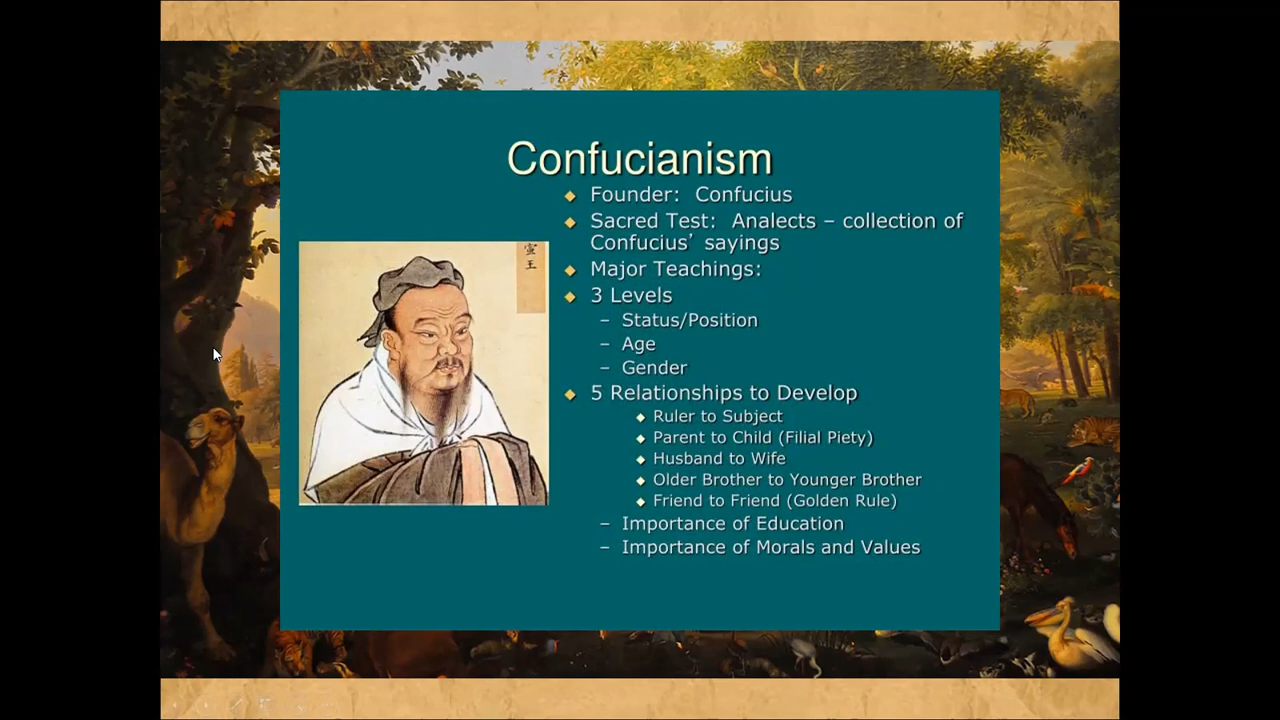 Confucianism
Founder: Confucius
Sacred Test: Analects – collection of
Confucius’ sayings
Major Teachings:
3 Levels
– Status/Position
– Age
– Gender
5 Relationships to Develop
Ruler to Subject
Parent to Child (Filial Piety)
Husband to Wife
Older Brother to Younger Brother
Friend to Friend (Golden Rule)
– Importance of Education
– Importance of Morals and Values
王